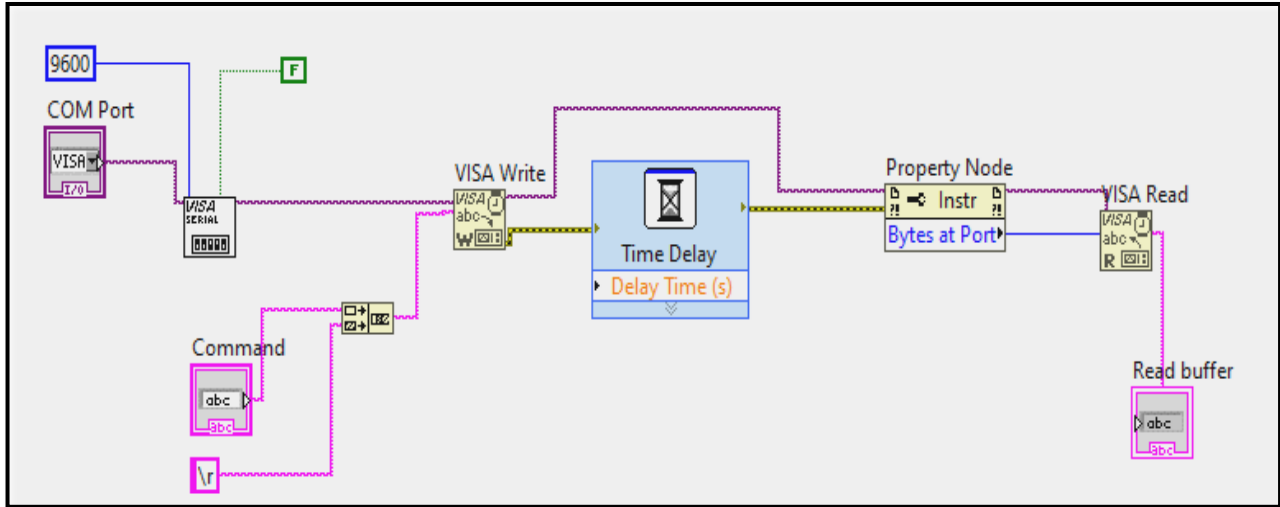 9600
F
COM Port
VISA
I/O
VISA
SERIAL
VISA Write
VISA
abc
W
Time Delay
Delay Time (s)
Property Node
Instr
Bytes at Port
VISA Read
VISA
abc
R
Command
abc
abc
\r
Read buffer
abc
abc